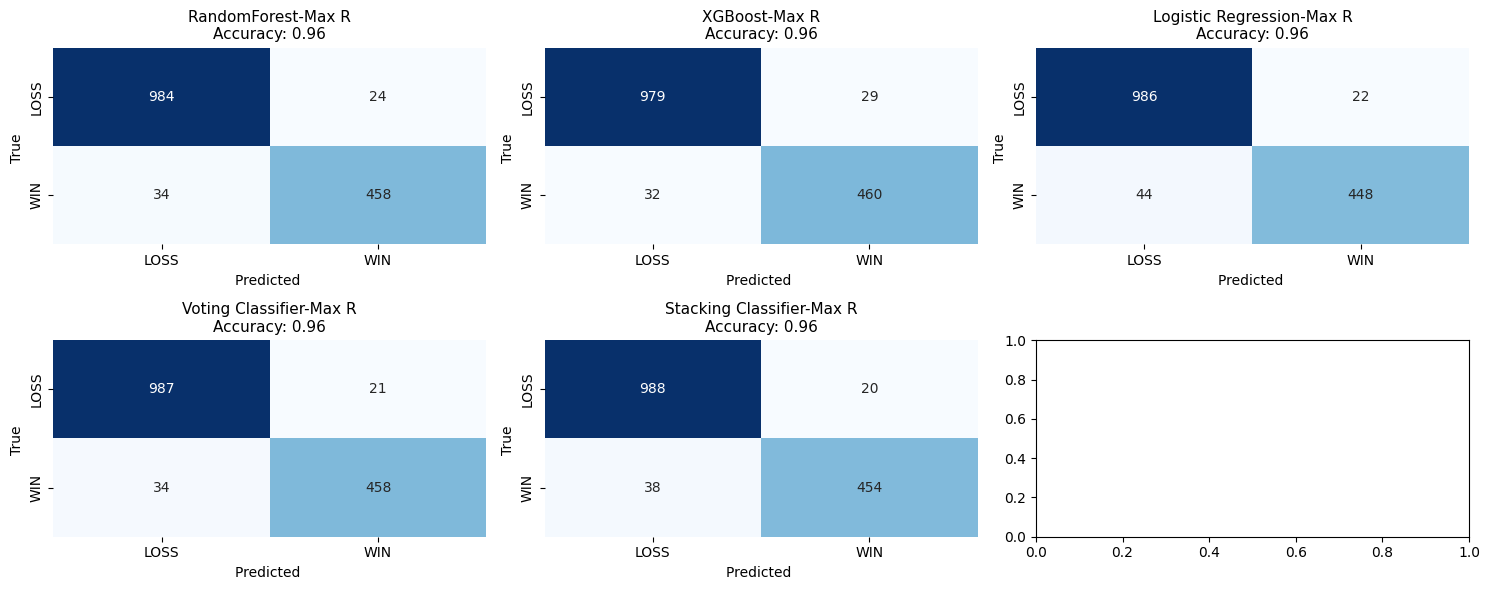 RandomForest-Max R
Accuracy: 0.96
LOSS
984
24
True
WIN
34
458
LOSS
WIN
Predicted
XGBoost-Max R
Accuracy: 0.96
LOSS
979
29
True
WIN
32
460
LOSS
WIN
Predicted
Logistic Regression-Max R
Accuracy: 0.96
LOSS
986
22
True
WIN
44
448
LOSS
WIN
Predicted
Voting Classifier-Max R
Accuracy: 0.96
LOSS
987
21
True
WIN
34
458
LOSS
WIN
Predicted
Stacking Classifier-Max R
Accuracy: 0.96
LOSS
988
20
True
WIN
38
454
LOSS
WIN
Predicted
1.0
0.8
0.6
0.4
0.2
0.0
0.0
0.2
0.4
0.6
0.8
1.0